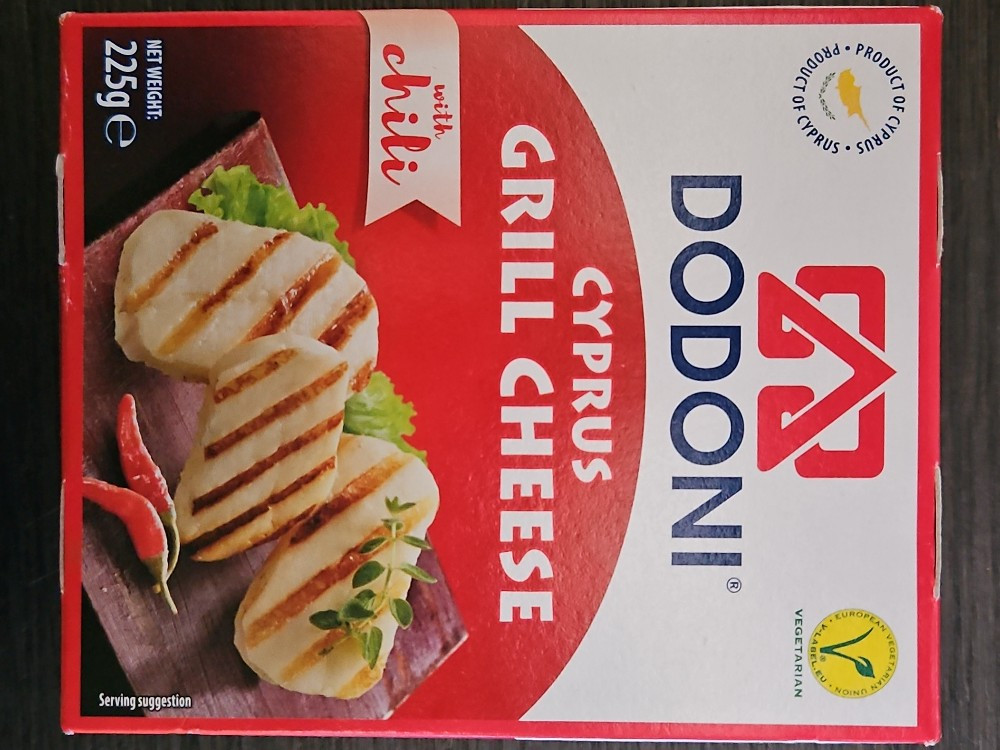 PRODUCT OF CYPRUS • PRODUCT OF CYPRUS •
EUROPEAN VEGETARIAN UNION
• V-LABEL.EU •
VEGETARIAN
DODONI®
CYPRUS
GRILL CHEESE
with
chili
NET WEIGHT:
225g e
Serving suggestion